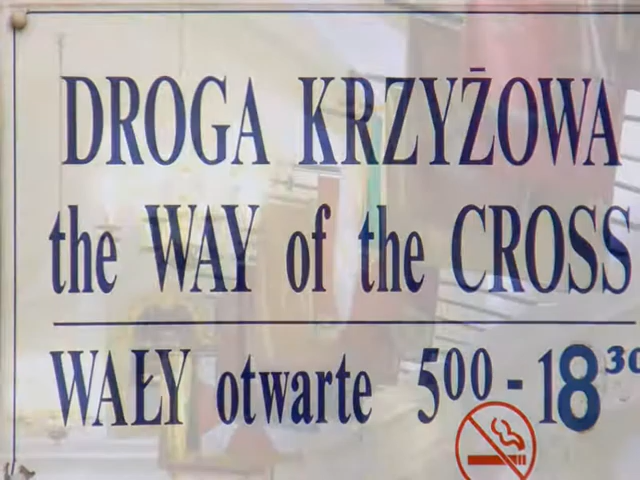 DROGA KRZYŻOWA
the WAY of the CROSS
WAŁY otwarte 5⁰⁰ - 18³⁰